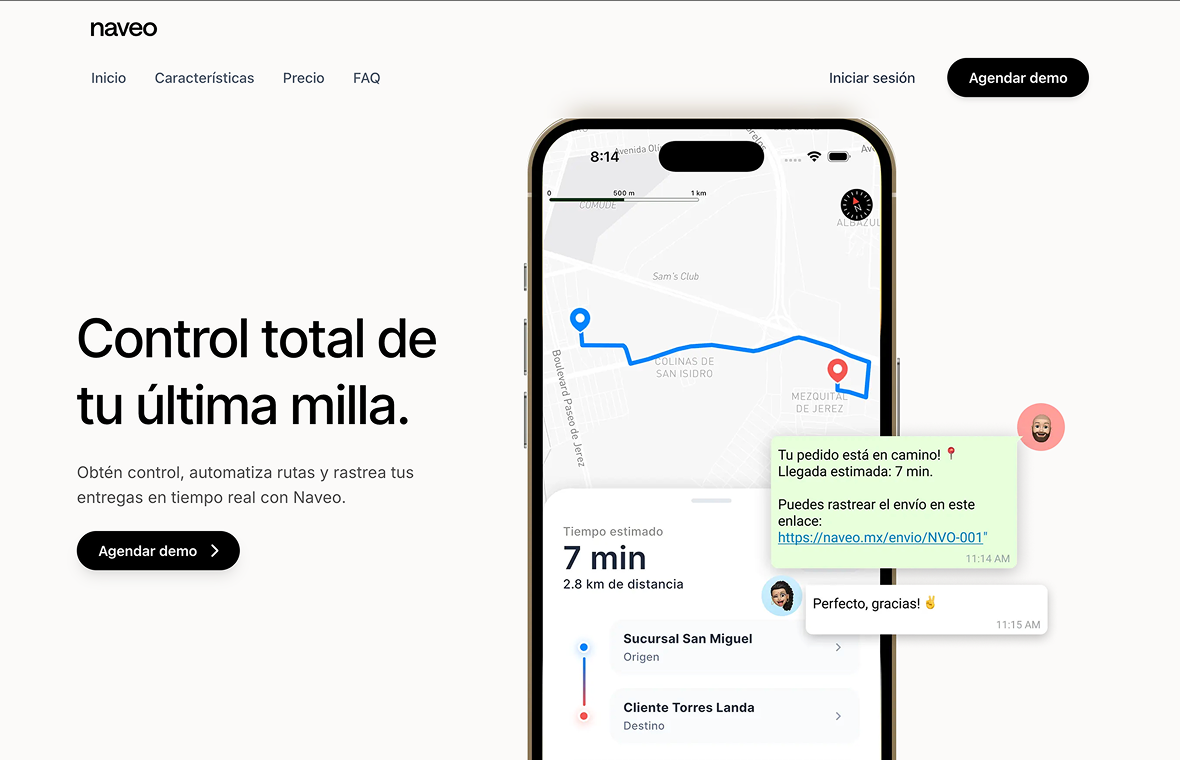 naveo
Inicio
Características
Precio
FAQ
Iniciar sesión
Agendar demo
Control total de
tu última milla.
Obtén control, automatiza rutas y rastrea tus
entregas en tiempo real con Naveo.
Agendar demo
8:14
Avenida
0
500 m
1 km
COMUDE
N
Sam's Club
COLINAS DE
SAN ISIDRO
MEZQUITAL
DE JEREZ
Boulevard Paseo de Jerez
Tiempo estimado
7 min
2.8 km de distancia
Sucursal San Miguel
Origen
Cliente Torres Landa
Destino
Tu pedido está en camino! 📍
Llegada estimada: 7 min.
Puedes rastrear el envío en este
enlace:
https://naveo.mx/envio/NVO-001"
11:14 AM
Perfecto, gracias! ✌️
11:15 AM